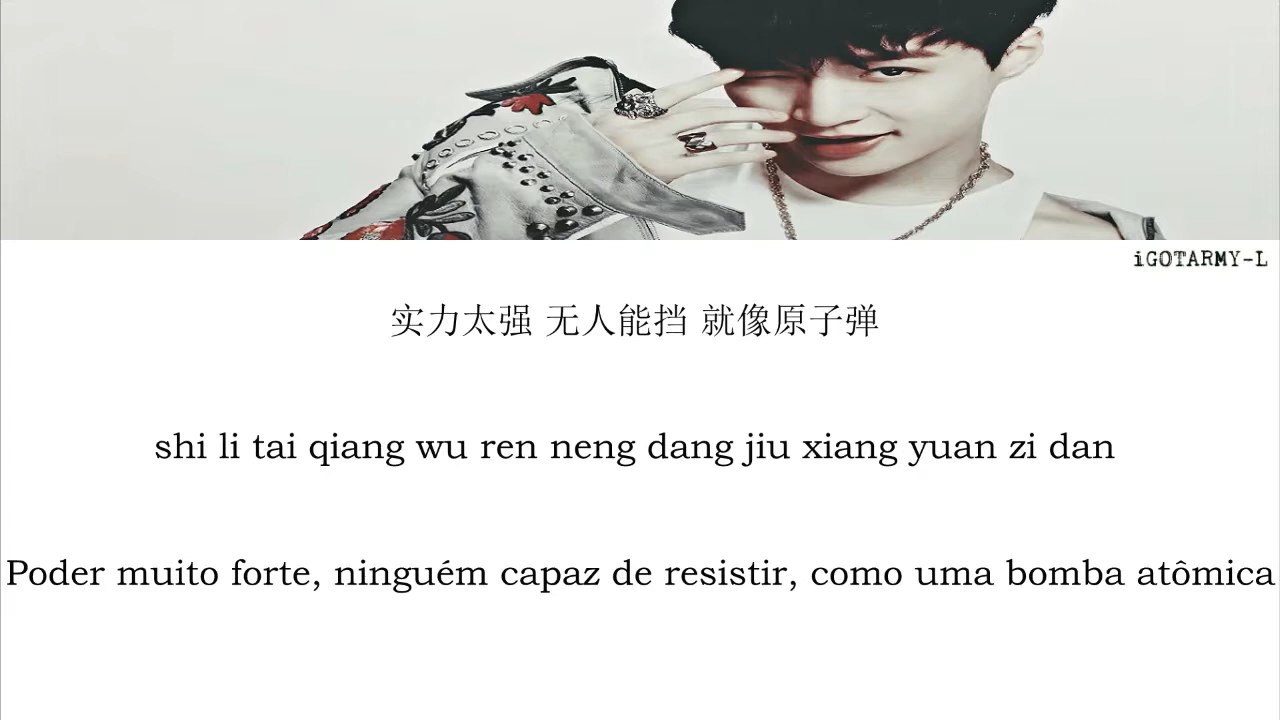 iGOTARMY-L
实力太强 无人能挡 就像原子弹
shi li tai qiang wu ren neng dang jiu xiang yuan zi dan
Poder muito forte, ninguém capaz de resistir, como uma bomba atômica